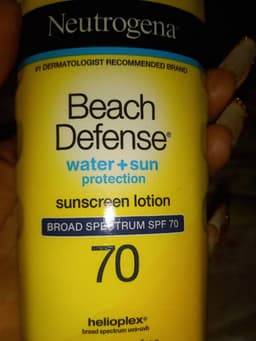 Neutrogena
#1 DERMATOLOGIST RECOMMENDED BRAND
Beach
Defense®
water+sun
protection
sunscreen lotion
BROAD SPECTRUM SPF 70
70
helioplex®
broad spectrum uva•uvb